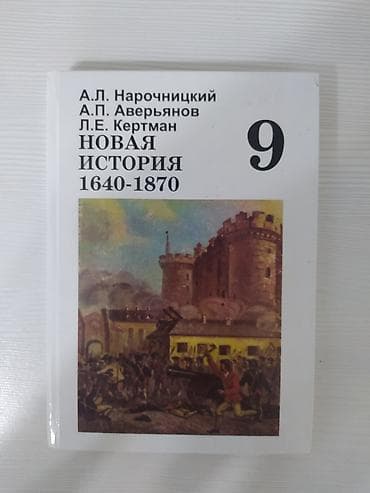 А.Л. Нарочницкий
А.П. Аверьянов
Л.Е. Кертман
НОВАЯ
ИСТОРИЯ
1640-1870
9